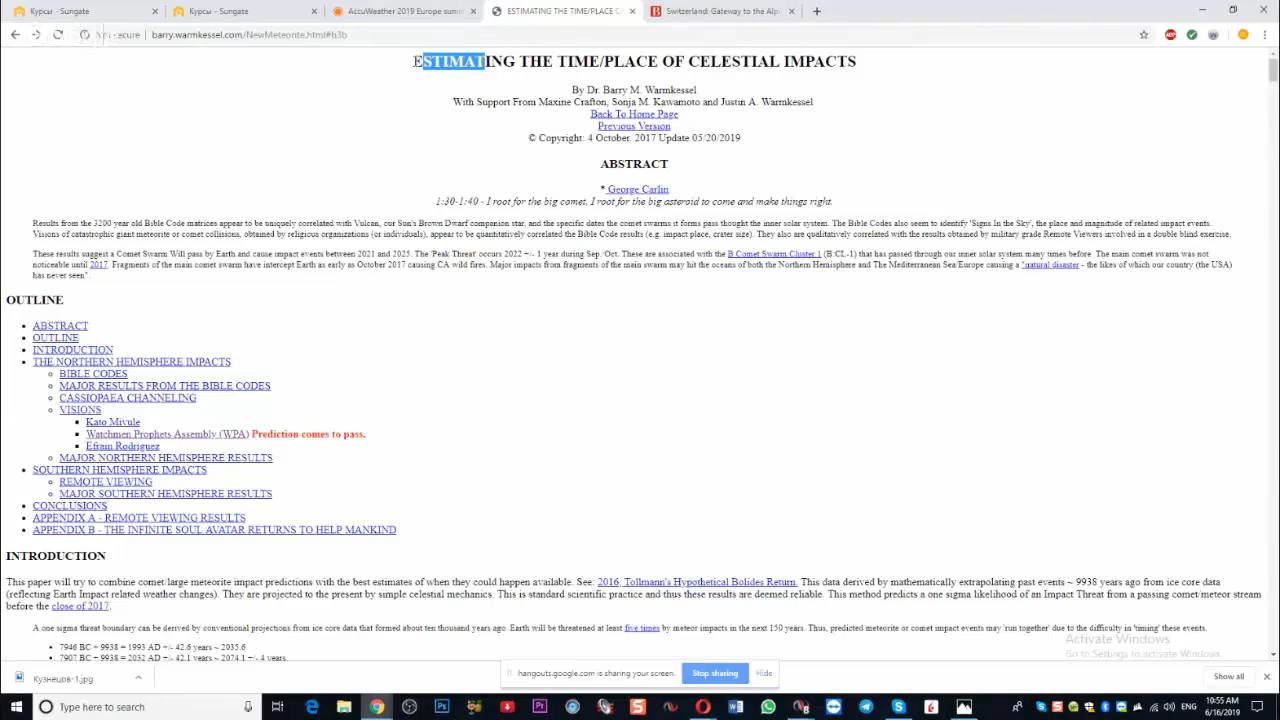 Курсы - Sungate
Курсы - Sungate
AccuWeather 2019 Europe summ
ESTIMATING THE TIME/PLACE O
Switzerland: Gateway to the Alp
barry.warmkessel.com/NewMeteorite.html#b3b
ESTIMATING THE TIME/PLACE OF CELESTIAL IMPACTS
By Dr. Barry M. Warmkessel
With Support From Maxine Crafton, Sonja M. Kawamoto and Justin A. Warmkessel
Back To Home Page
Previous Version
© Copyright: 4 October. 2017 Update 05/20/2019
ABSTRACT
* George Carlin
1:30-1:40 - I root for the big comet, I root for the big asteroid to come and make things right.
Results from the 3200 year old Bible Code matrices appear to be uniquely correlated with Vulcan, our Sun's Brown Dwarf companion star, and the specific dates the comet swarms it forms pass thought the inner solar system. The Bible Codes also seem to identify 'Signs In the Sky', the place and magnitude of related impact events.
Visions of catastrophic giant meteorite or comet collisions, obtained by religious organizations (or individuals), appear to be quantitatively correlated the Bible Code results (e.g. impact place, crater size). They also are qualitatively correlated with the results obtained by military grade Remote Viewers involved in a double blind exercise.
These results suggest a Comet Swarm Will pass by Earth and cause impact events between 2021 and 2025. The 'Peak Threat' occurs 2022 +/- 1 year during Sep./Oct. These are associated with the B Comet Swarm Cluster 1 (B:CL-1) that has passed through our inner solar system many times before. The main comet swarm was not
noticeable until 2017. Fragments of the main comet swarm have intercept Earth as early as October 2017 causing CA wild fires. Major impacts from fragments of the main swarm may hit the oceans of both the Northern Hemisphere and The Mediterranean Sea/Europe causing a "natural disaster - the likes of which our country (the USA)
has never seen".
OUTLINE
ABSTRACT
OUTLINE
INTRODUCTION
THE NORTHERN HEMISPHERE IMPACTS
BIBLE CODES
MAJOR RESULTS FROM THE BIBLE CODES
CASSIOPAEA CHANNELING
VISIONS
Kato Mivule
Watchmen Prophets Assembly (WPA) Prediction comes to pass.
Efrain Rodriguez
MAJOR NORTHERN HEMISPHERE RESULTS
SOUTHERN HEMISPHERE IMPACTS
REMOTE VIEWING
MAJOR SOUTHERN HEMISPHERE RESULTS
CONCLUSIONS
APPENDIX A - REMOTE VIEWING RESULTS
APPENDIX B - THE INFINITE SOUL AVATAR RETURNS TO HELP MANKIND
INTRODUCTION
This paper will try to combine comet/large meteorite impact predictions with the best estimates of when they could happen available. See: 2016, Tollmann's Hypothetical Bolides Return. This data derived by mathematically extrapolating past events ~ 9938 years ago from ice core data
(reflecting Earth Impact related weather changes). They are projected to the present by simple celestial mechanics. This is standard scientific practice and thus these results are deemed reliable. This method predicts a one sigma likelihood of an Impact Threat from a passing comet/meteor stream
before the close of 2017.
A one sigma threat boundary can be derived by conventional projections from ice core data that formed about ten thousand years ago. Earth will be threatened at least five times by meteor impacts in the next 150 years. Thus, predicted meteorite or comet impact events may 'run together' due to the difficulty in 'timing' these events.
7946 BC + 9938 = 1993 AD +/- 42.6 years ~ 2035.6
7907 BC + 9938 = 2032 AD +/- 42.1 years ~ 2074.1 +/- 4 years.
Activate Windows
Go to Settings to activate Windows.
Кузнецов-1.jpg
hangouts.google.com is sharing your screen.
Stop sharing
Hide
Show all
Type here to search
10:55 AM
6/16/2019